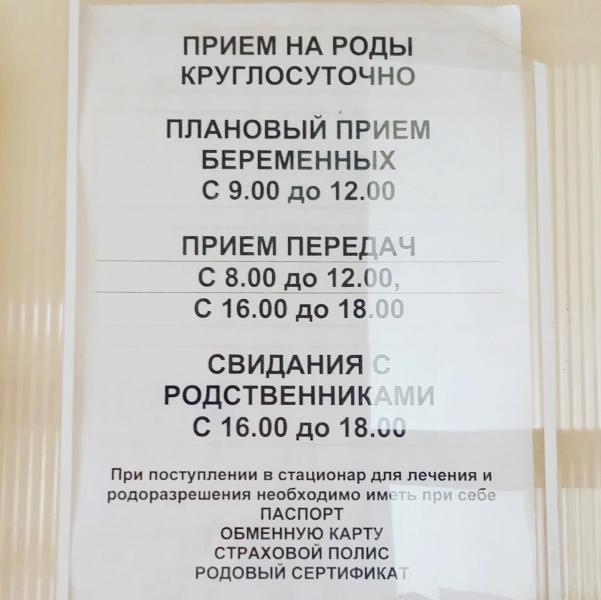 ПРИЕМ НА РОДЫ
КРУГЛОСУТОЧНО
ПЛАНОВЫЙ ПРИЕМ
БЕРЕМЕННЫХ
С 9.00 до 12.00
ПРИЕМ ПЕРЕДАЧ
С 8.00 до 12.00,
С 16.00 до 18.00
СВИДАНИЯ С
РОДСТВЕННИКАМИ
С 16.00 до 18.00
При поступлении в стационар для лечения и
родоразрешения необходимо иметь при себе
ПАСПОРТ
ОБМЕННУЮ КАРТУ
СТРАХОВОЙ ПОЛИС
РОДОВЫЙ СЕРТИФИКАТ